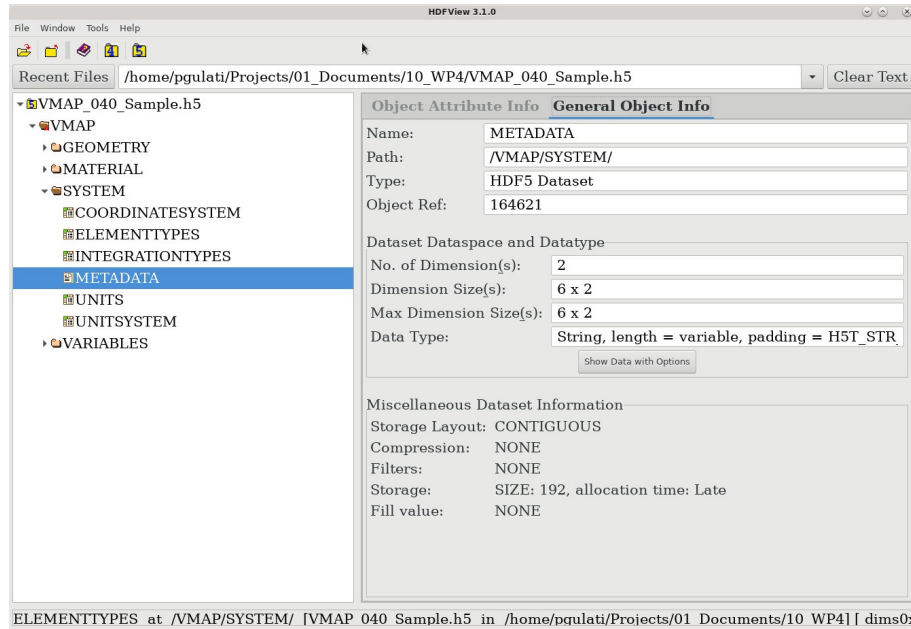 HDFView 3.1.0
File Window Tools Help
4 5
Recent Files /home/pgulati/Projects/01_Documents/10_WP4/VMAP_040_Sample.h5 Clear Text
5 VMAP_040_Sample.h5
VMAP
GEOMETRY
MATERIAL
SYSTEM
COORDINATESYSTEM
ELEMENTTYPES
INTEGRATIONTYPES
METADATA
UNITS
UNITSYSTEM
VARIABLES
Object Attribute Info General Object Info
Name: METADATA
Path: /VMAP/SYSTEM/
Type: HDF5 Dataset
Object Ref: 164621
Dataset Dataspace and Datatype
No. of Dimension(s): 2
Dimension Size(s): 6 x 2
Max Dimension Size(s): 6 x 2
Data Type: String, length = variable, padding = H5T_STR_
Show Data with Options
Miscellaneous Dataset Information
Storage Layout: CONTIGUOUS
Compression: NONE
Filters: NONE
Storage: SIZE: 192, allocation time: Late
Fill value: NONE
ELEMENTTYPES at /VMAP/SYSTEM/ [VMAP_040_Sample.h5 in /home/pgulati/Projects/01_Documents/10_WP4] [ dims0